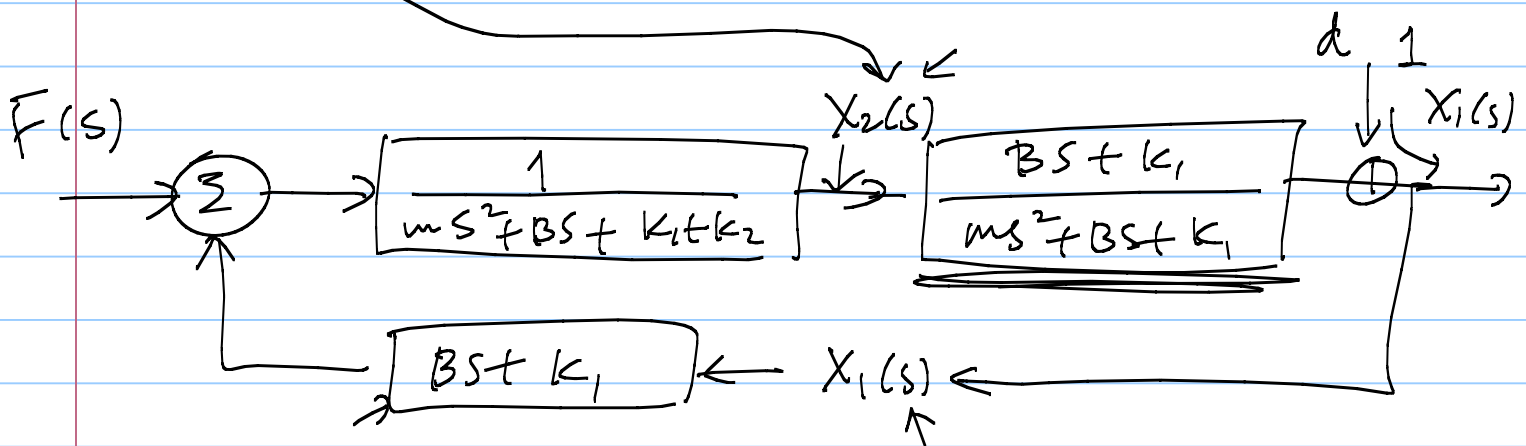 d 1
F(s) X₂(s) X₁(s)
Σ 1/(ms²+BS+K₁+K₂) (BS+K₁)/(ms²+BS+K₁) +
BS+K₁ X₁(s)